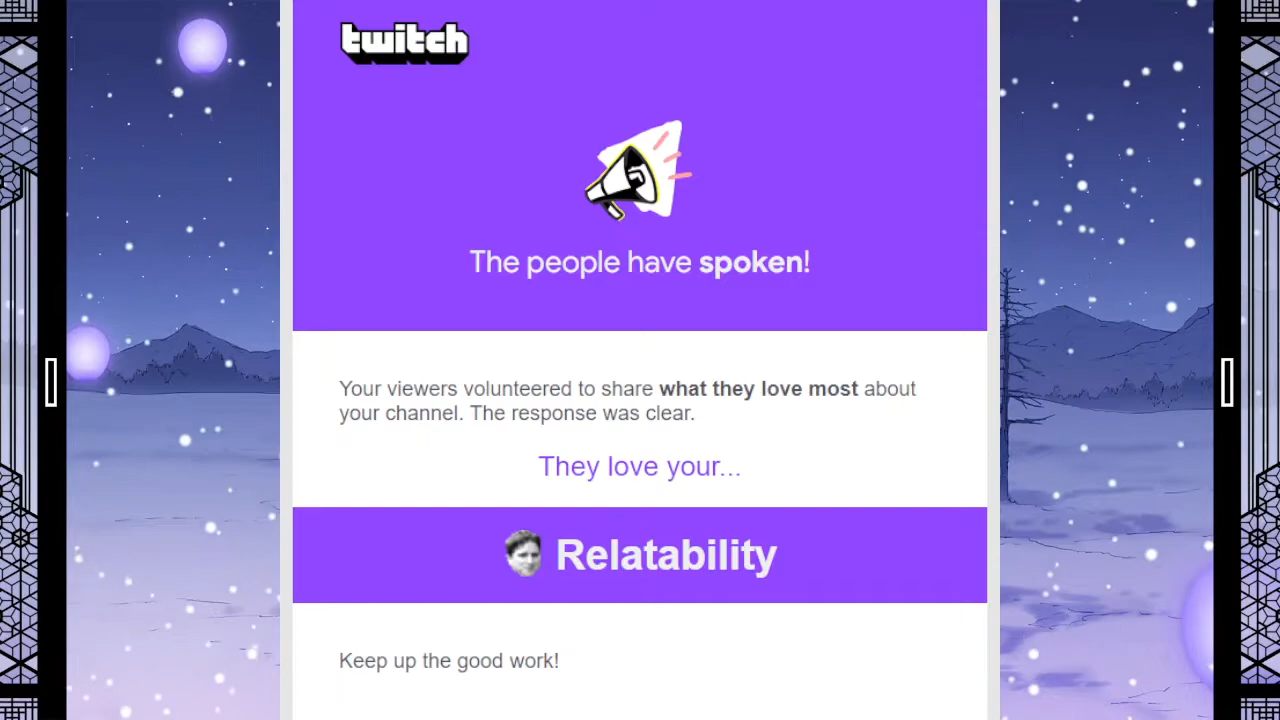 twitch
The people have spoken!
Your viewers volunteered to share what they love most about
your channel. The response was clear.
They love your...
Relatability
Keep up the good work!